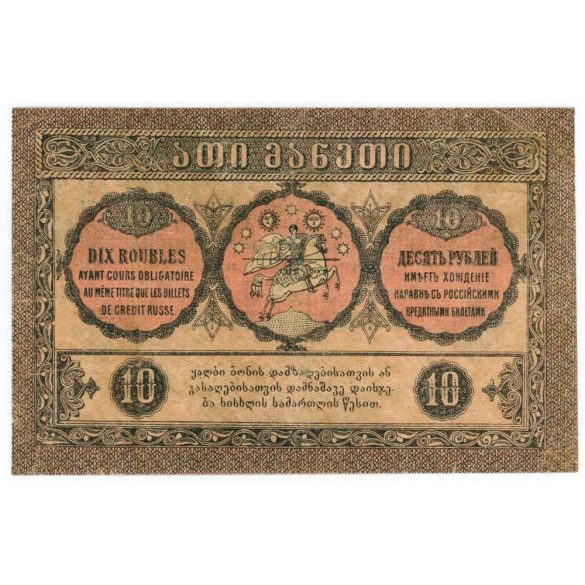 ათი მანეთი
10
DIX ROUBLES
AYANT COURS OBLIGATOIRE
AU MÊME TITRE QUE LES BILLETS
DE CREDIT RUSSE
10
ДЕСЯТЬ РУБЛЕЙ
ИМѢЕТЪ ХОЖДЕНІЕ
НАРАВНѢ СЪ РОССІЙСКИМИ
КРЕДИТНЫМИ БИЛЕТАМИ
10
ყალბი ბონის დამზადებისათვის ან
გასაღებისათვის დამნაშავე დაისჯე-
ბა სისხლის სამართლის წესით.
10